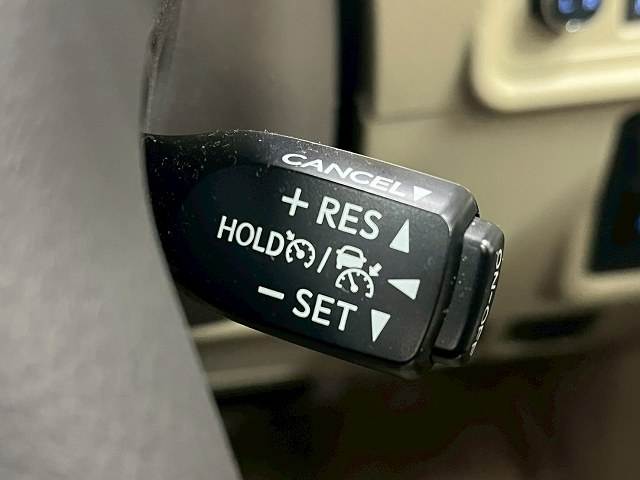 CANCEL▼
+ RES ▲
HOLD / ◀
− SET ▼
ON-OFF